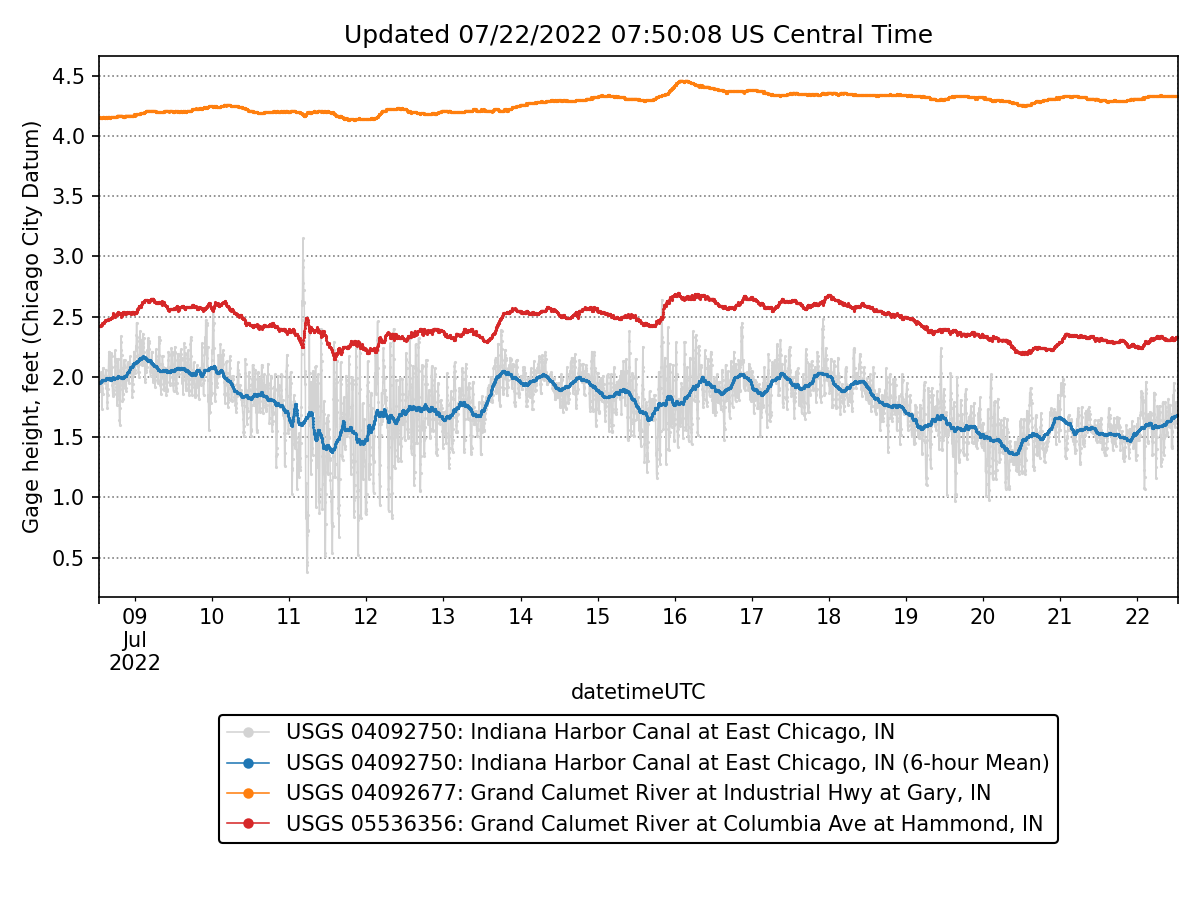 Updated 07/22/2022 07:50:08 US Central Time
Gage height, feet (Chicago City Datum)
4.5
4.0
3.5
3.0
2.5
2.0
1.5
1.0
0.5
09 10 11 12 13 14 15 16 17 18 19 20 21 22
Jul
2022
datetimeUTC
USGS 04092750: Indiana Harbor Canal at East Chicago, IN
USGS 04092750: Indiana Harbor Canal at East Chicago, IN (6-hour Mean)
USGS 04092677: Grand Calumet River at Industrial Hwy at Gary, IN
USGS 05536356: Grand Calumet River at Columbia Ave at Hammond, IN